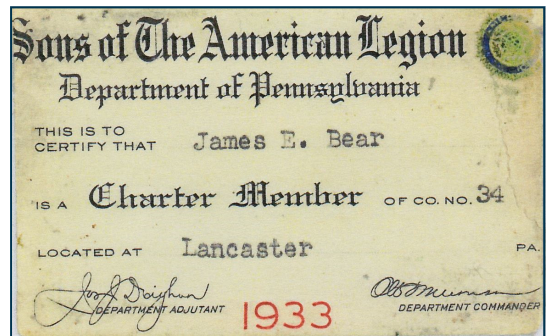 Sons of The American Legion
Department of Pennsylvania
THIS IS TO
CERTIFY THAT James E. Bear
IS A Charter Member OF CO. NO. 34
LOCATED AT Lancaster PA.
DEPARTMENT ADJUTANT 1933 DEPARTMENT COMMANDER